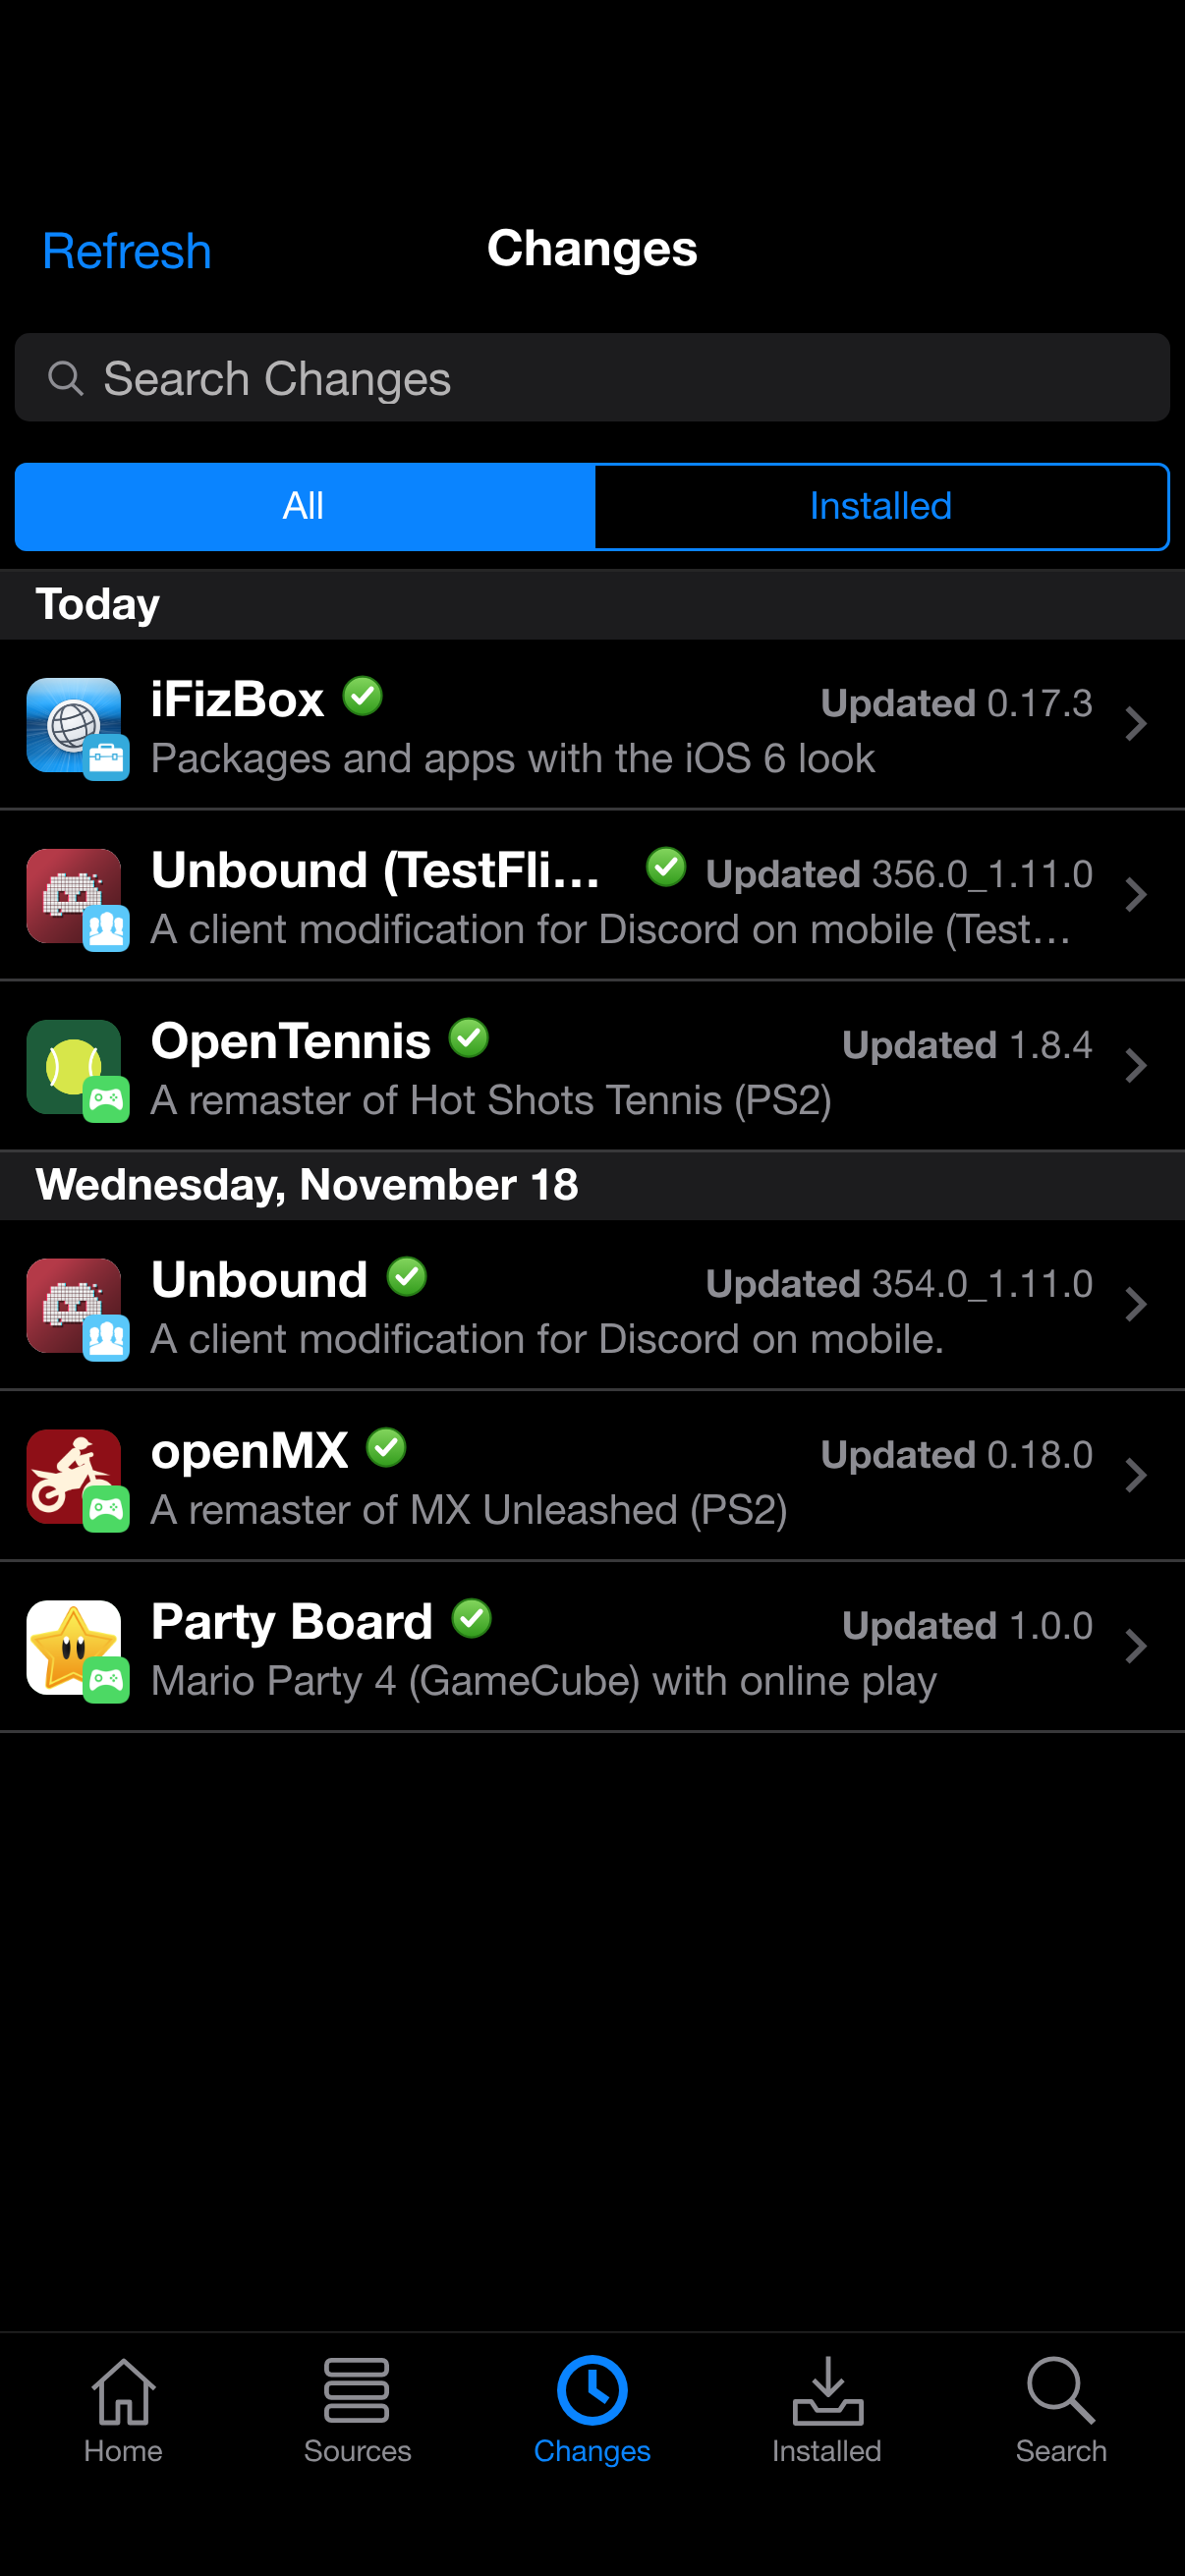 Refresh
Changes
Search Changes
All
Installed
Today
iFizBox
Updated 0.17.3
Packages and apps with the iOS 6 look
Unbound (TestFli...
Updated 356.0_1.11.0
A client modification for Discord on mobile (Test...
OpenTennis
Updated 1.8.4
A remaster of Hot Shots Tennis (PS2)
Wednesday, November 18
Unbound
Updated 354.0_1.11.0
A client modification for Discord on mobile.
openMX
Updated 0.18.0
A remaster of MX Unleashed (PS2)
Party Board
Updated 1.0.0
Mario Party 4 (GameCube) with online play
Home
Sources
Changes
Installed
Search